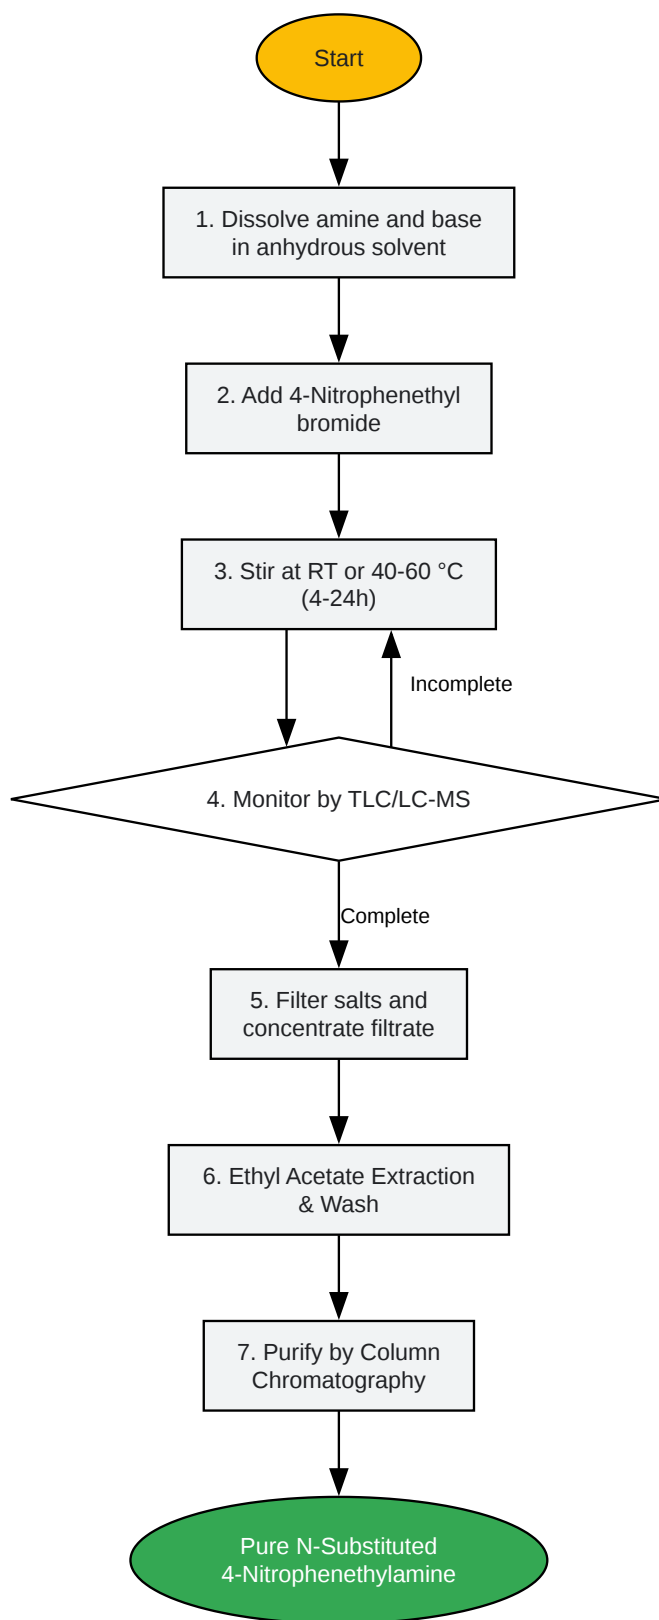 Start
1. Dissolve amine and base
in anhydrous solvent
2. Add 4-Nitrophenethyl
bromide
3. Stir at RT or 40-60 °C
(4-24h)
Incomplete
4. Monitor by TLC/LC-MS
Complete
5. Filter salts and
concentrate filtrate
6. Ethyl Acetate Extraction
& Wash
7. Purify by Column
Chromatography
Pure N-Substituted
4-Nitrophenethylamine